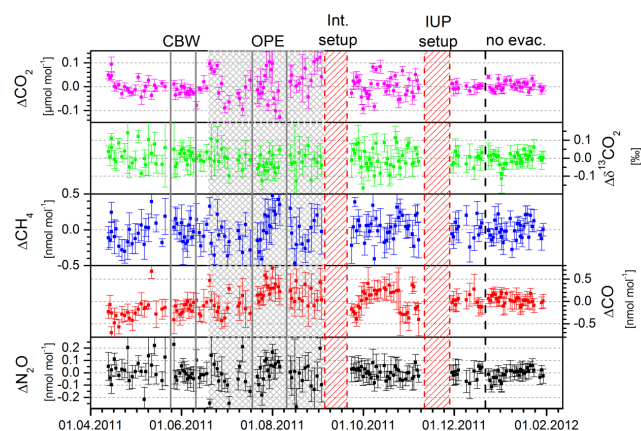 CBW OPE Int. setup IUP setup no evac.
0.1
0.0
-0.1
ΔCO₂
[µmol mol⁻¹]
0.1
0.0
-0.1
Δδ¹³CO₂
[‰]
0.5
0.0
-0.5
ΔCH₄
[nmol mol⁻¹]
0.5
0.0
-0.5
ΔCO
[nmol mol⁻¹]
0.2
0.1
0.0
-0.1
-0.2
ΔN₂O
[nmol mol⁻¹]
01.04.2011 01.06.2011 01.08.2011 01.10.2011 01.12.2011 01.02.2012